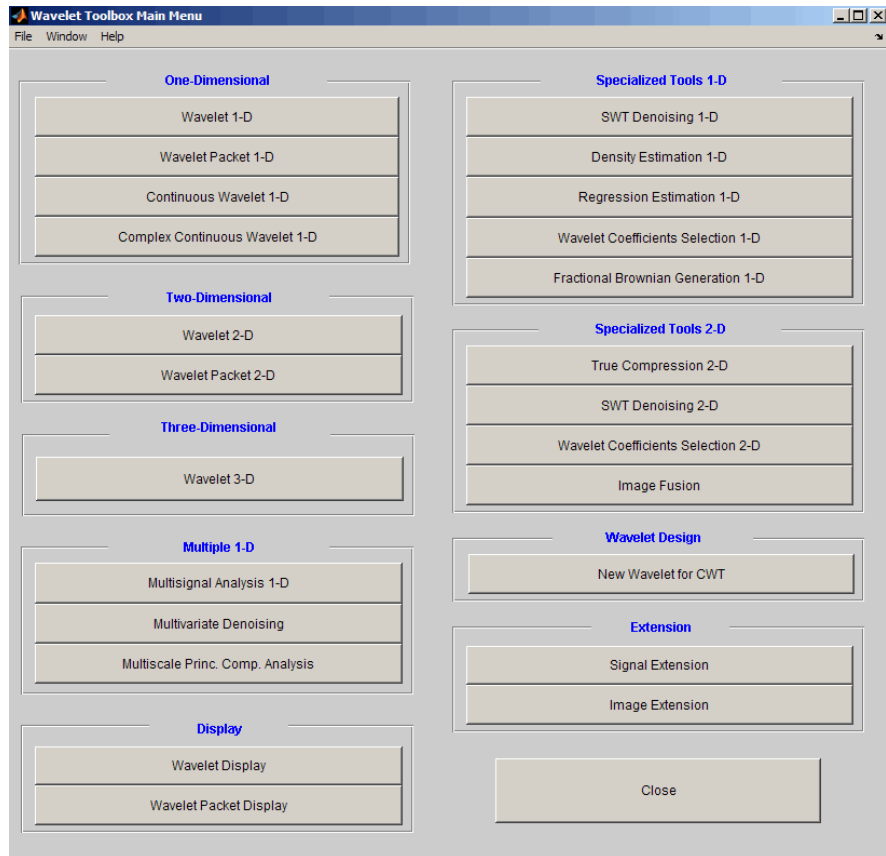 Wavelet Toolbox Main Menu
File Window Help
One-Dimensional
Wavelet 1-D
Wavelet Packet 1-D
Continuous Wavelet 1-D
Complex Continuous Wavelet 1-D
Two-Dimensional
Wavelet 2-D
Wavelet Packet 2-D
Three-Dimensional
Wavelet 3-D
Multiple 1-D
Multisignal Analysis 1-D
Multivariate Denoising
Multiscale Princ. Comp. Analysis
Display
Wavelet Display
Wavelet Packet Display
Specialized Tools 1-D
SWT Denoising 1-D
Density Estimation 1-D
Regression Estimation 1-D
Wavelet Coefficients Selection 1-D
Fractional Brownian Generation 1-D
Specialized Tools 2-D
True Compression 2-D
SWT Denoising 2-D
Wavelet Coefficients Selection 2-D
Image Fusion
Wavelet Design
New Wavelet for CWT
Extension
Signal Extension
Image Extension
Close